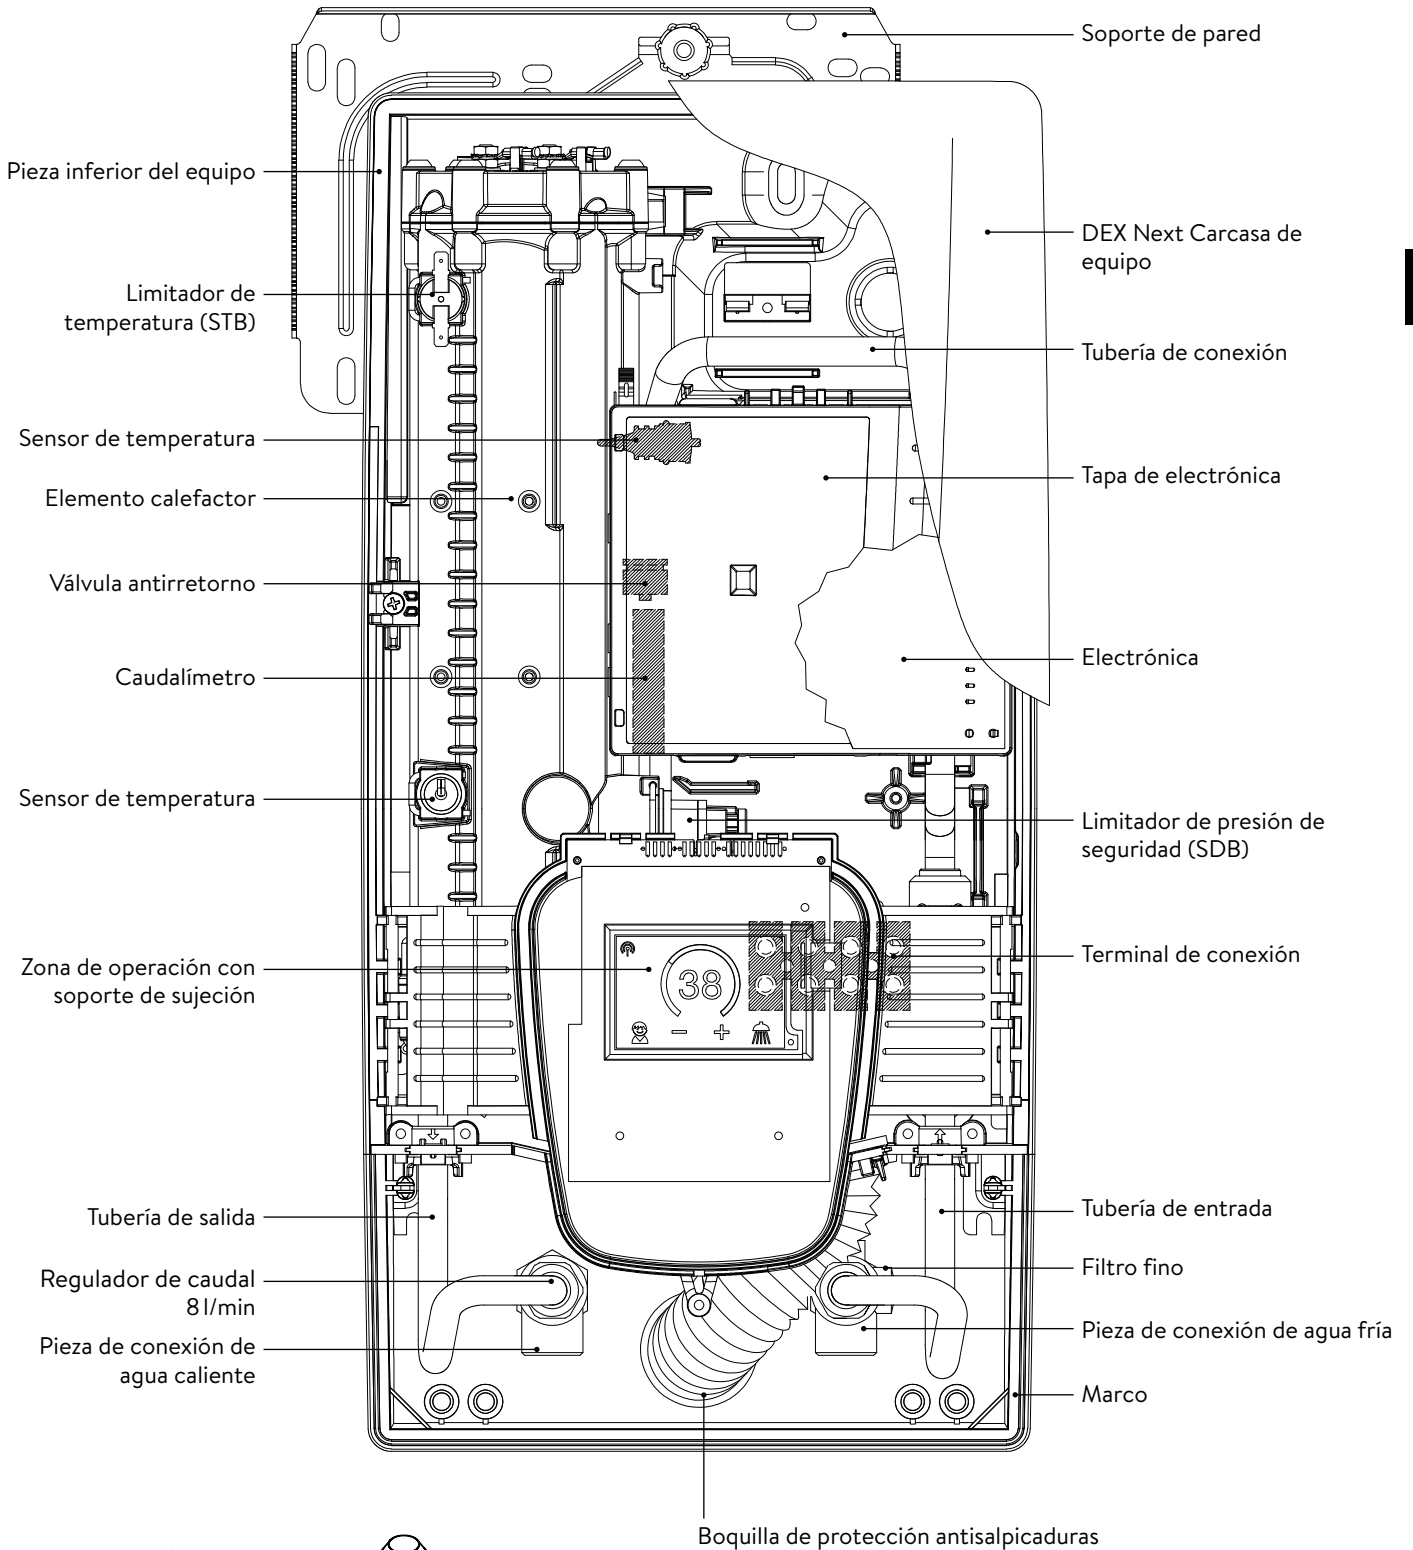 Soporte de pared
Pieza inferior del equipo
DEX Next Carcasa de
equipo
Limitador de
temperatura (STB)
Tubería de conexión
Sensor de temperatura
Tapa de electrónica
Elemento calefactor
Válvula antirretorno
Electrónica
Caudalímetro
Sensor de temperatura
Limitador de presión de
seguridad (SDB)
Terminal de conexión
Zona de operación con
soporte de sujeción
38
Tubería de salida
Tubería de entrada
Filtro fino
Regulador de caudal
8 l/min
Pieza de conexión de agua fría
Pieza de conexión de
agua caliente
Marco
Boquilla de protección antisalpicaduras